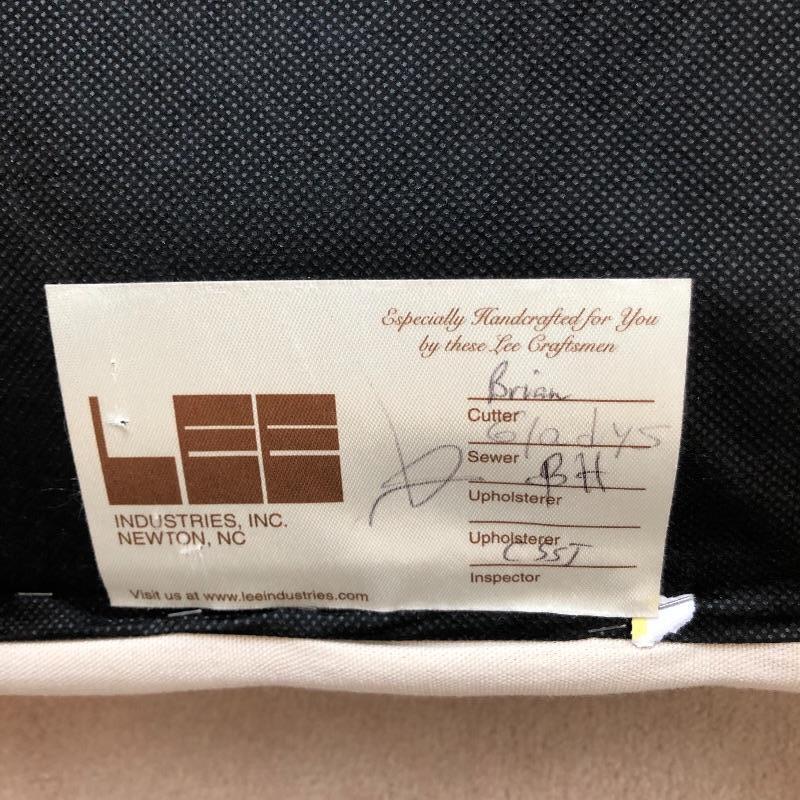 Especially Handcrafted for You
by these Lee Craftsmen
Brian
Cutter
Gladys
Sewer
BH
Upholsterer
Upholsterer
Inspector
LEE
INDUSTRIES, INC.
NEWTON, NC
Visit us at www.leeindustries.com